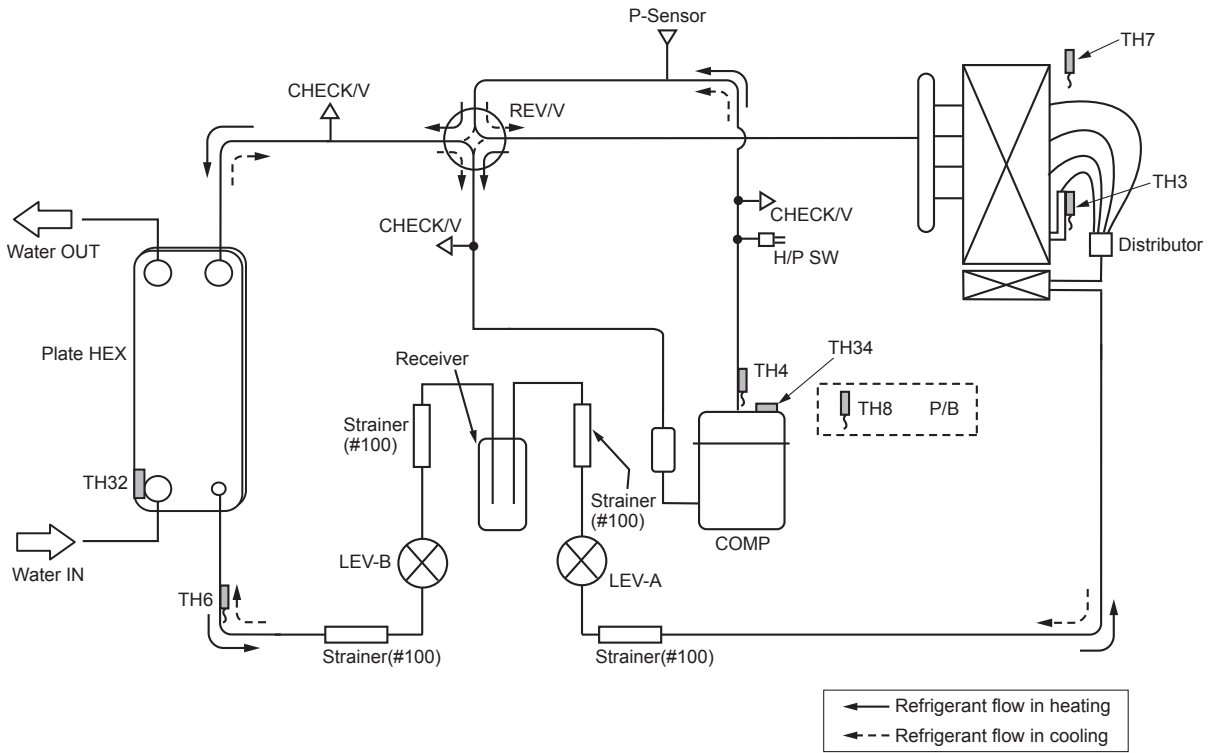 P-Sensor
TH7
CHECK/V
REV/V
TH3
CHECK/V
CHECK/V
Water OUT
H/P SW
Distributor
Plate HEX
Receiver
TH34
TH4
TH8 P/B
Strainer
(#100)
TH32
Strainer
(#100)
COMP
LEV-B
LEV-A
Water IN
TH6
Strainer(#100)
Strainer(#100)
Refrigerant flow in heating
Refrigerant flow in cooling